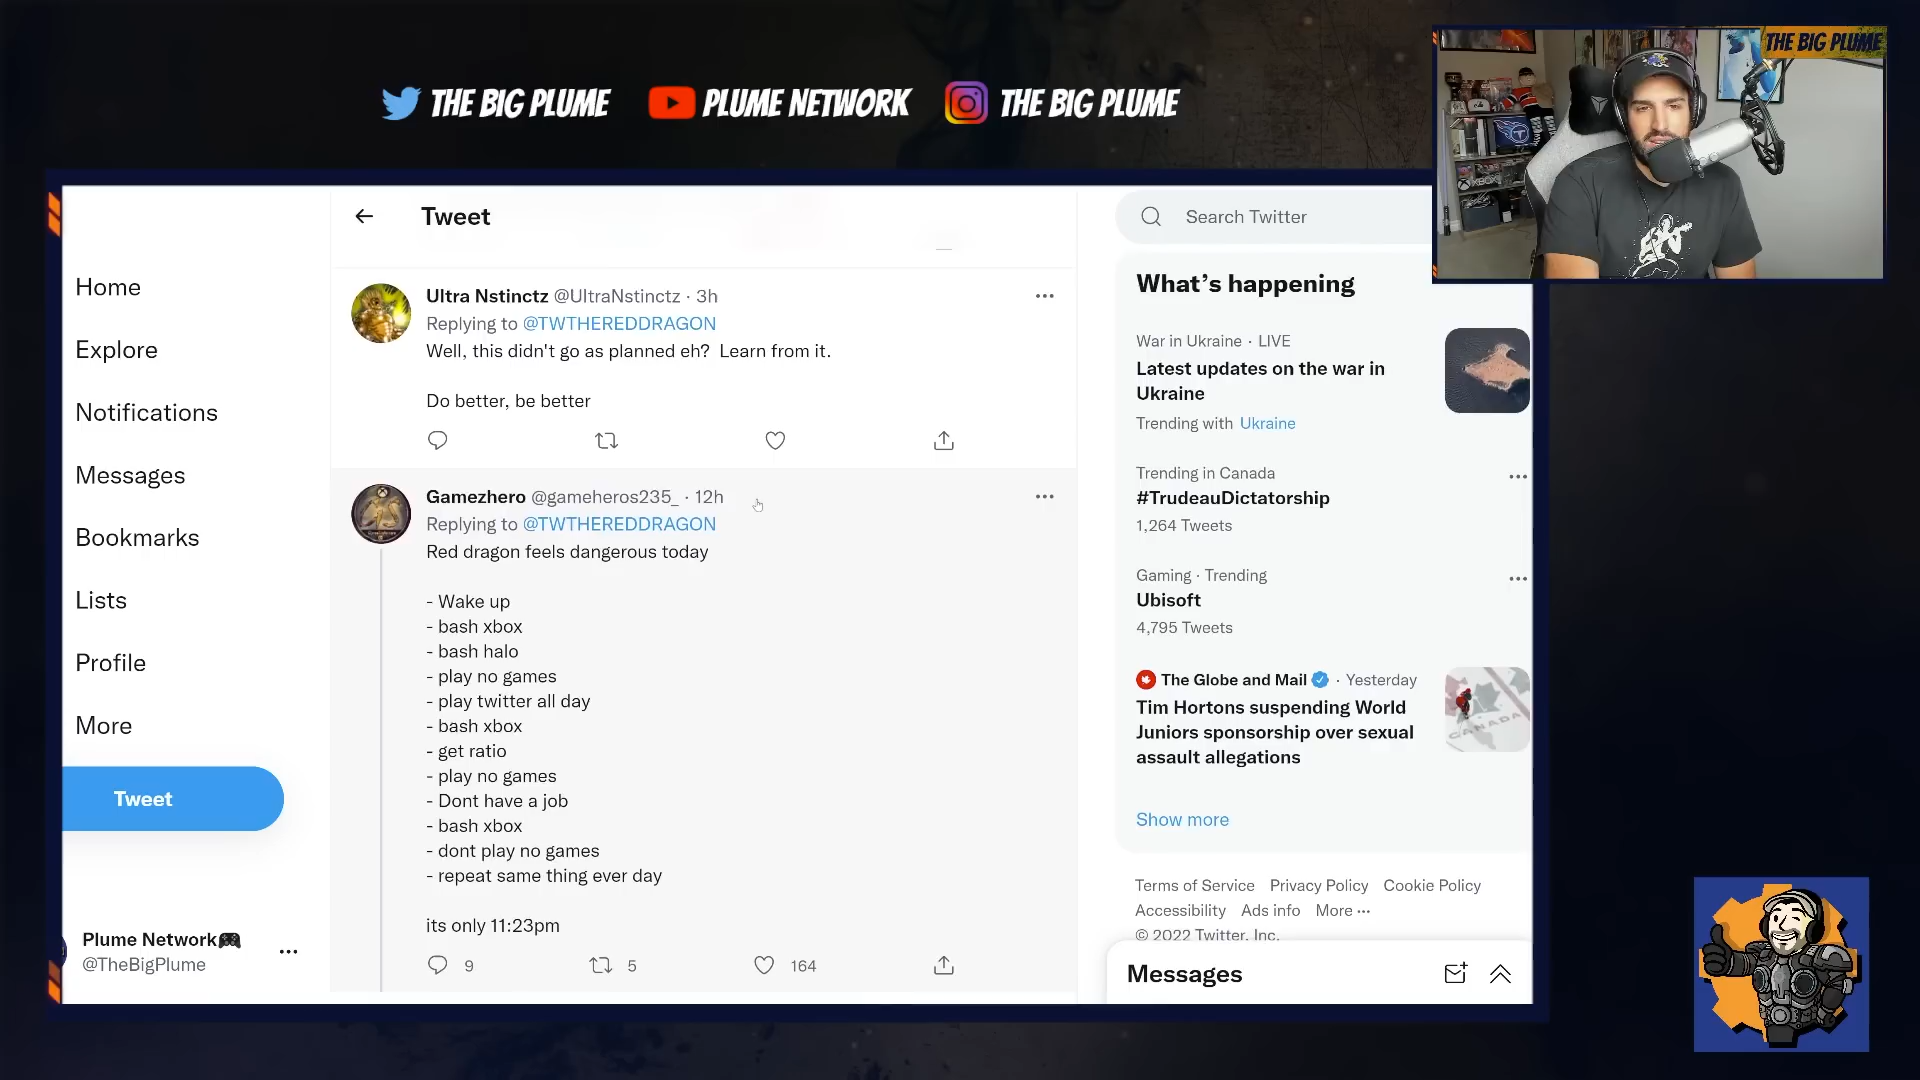 THE BIG PLUME
PLUME NETWORK
THE BIG PLUME
THE BIG PLUME
XBOX
Tweet
Search Twitter
Home
Explore
Notifications
Messages
Bookmarks
Lists
Profile
More
Tweet
Plume Network🎮
@TheBigPlume
Ultra Nstinctz @UltraNstinctz · 3h
Replying to @TWTHEREDDRAGON
Well, this didn't go as planned eh?  Learn from it.
Do better, be better
Gamezhero @gameheros235_ · 12h
Replying to @TWTHEREDDRAGON
Red dragon feels dangerous today
- Wake up
- bash xbox
- bash halo
- play no games
- play twitter all day
- bash xbox
- get ratio
- play no games
- Dont have a job
- bash xbox
- dont play no games
- repeat same thing ever day
its only 11:23pm
9
5
164
What's happening
War in Ukraine · LIVE
Latest updates on the war in
Ukraine
Trending with Ukraine
Trending in Canada
#TrudeauDictatorship
1,264 Tweets
Gaming · Trending
Ubisoft
4,795 Tweets
The Globe and Mail · Yesterday
Tim Hortons suspending World
Juniors sponsorship over sexual
assault allegations
CANADA
Show more
Terms of Service Privacy Policy Cookie Policy
Accessibility Ads info More ···
© 2022 Twitter, Inc.
Messages